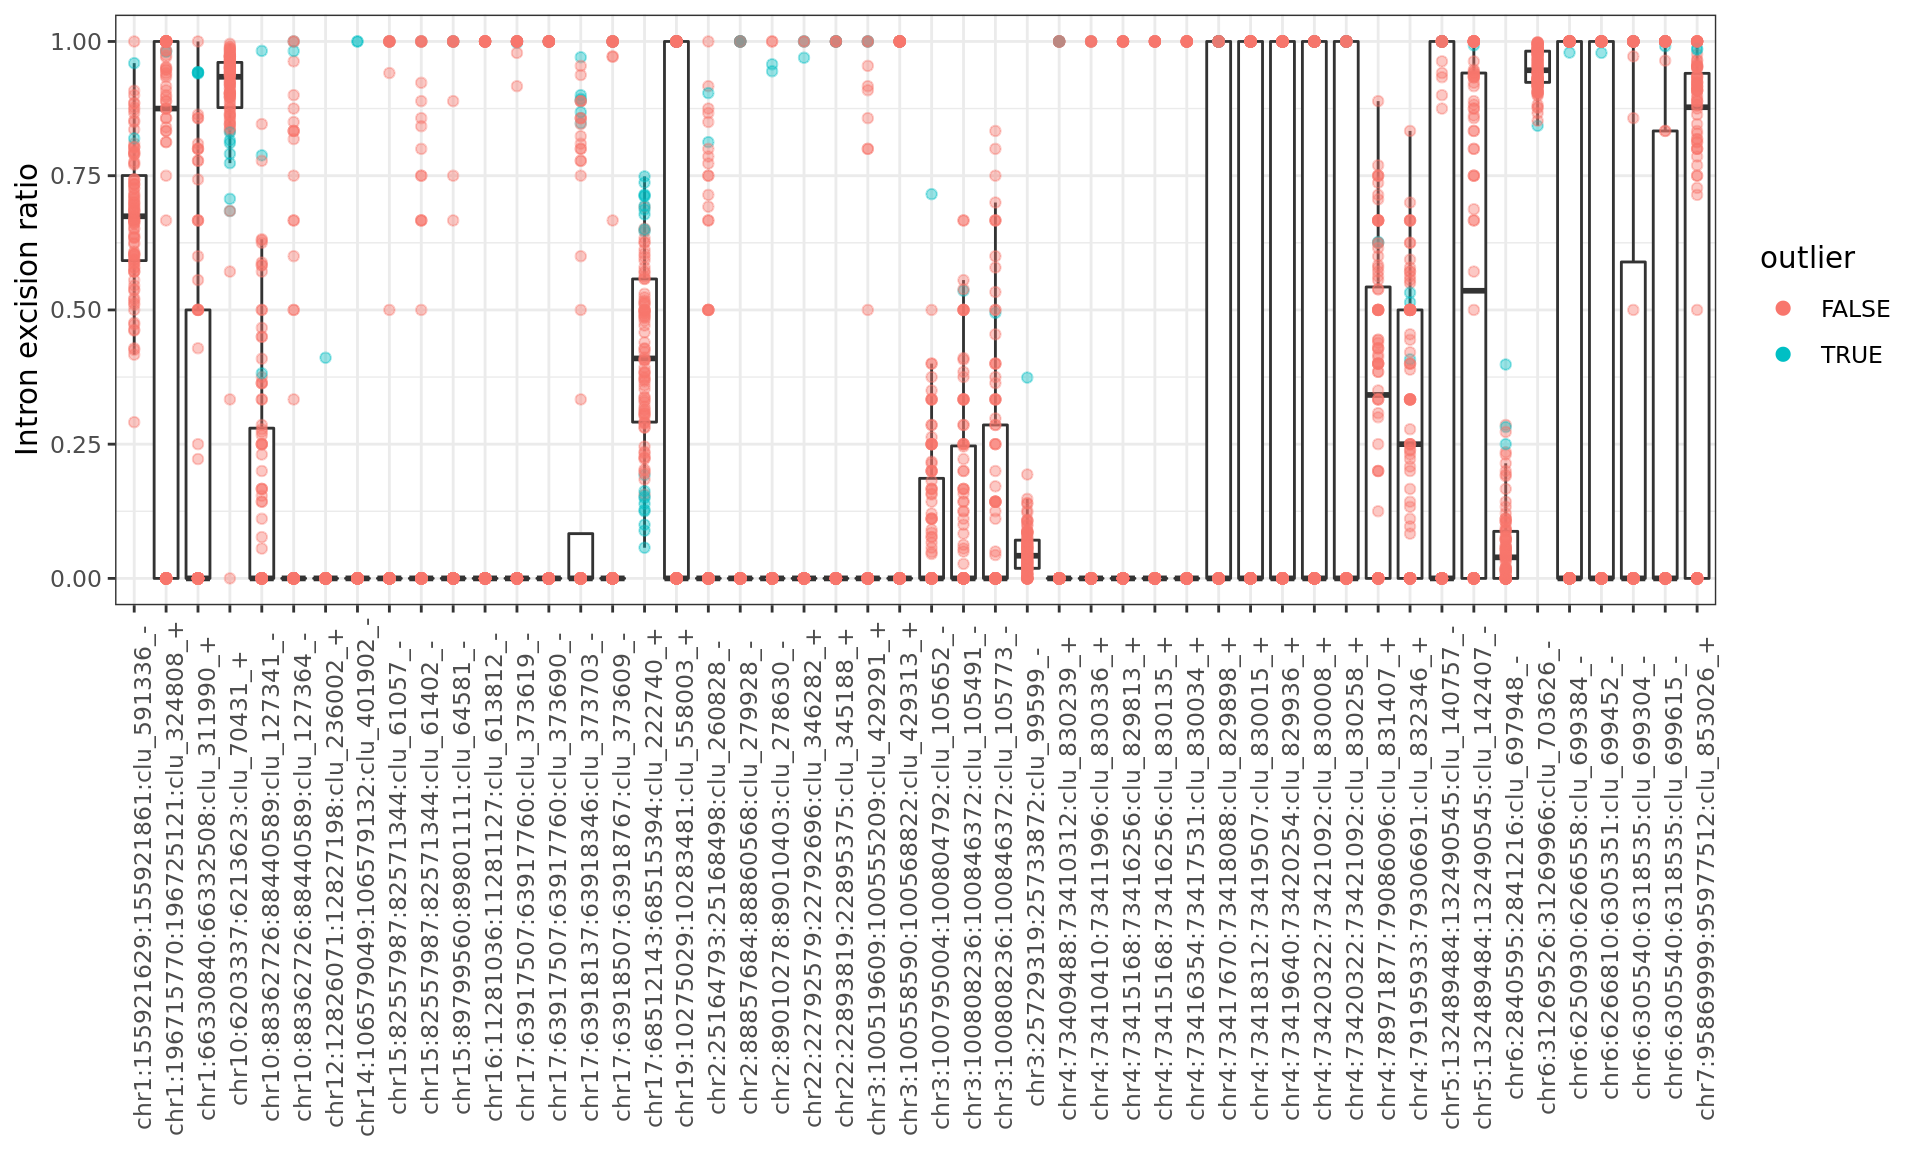 Intron excision ratio
1.00
0.75
0.50
0.25
0.00
outlier
FALSE
TRUE
chr1:155921629:155921861:clu_591336_-
chr1:196715770:196725121:clu_324808_+
chr1:66330840:66332508:clu_311990_+
chr10:6203337:6213623:clu_70431_+
chr10:88362726:88440589:clu_127341_-
chr10:88362726:88440589:clu_127364_-
chr12:12826071:12827198:clu_236002_+
chr14:106579049:106579132:clu_401902_-
chr15:82557987:82571344:clu_61057_-
chr15:82557987:82571344:clu_61402_-
chr15:89799560:89801111:clu_64581_-
chr16:11281036:11281127:clu_613812_-
chr17:63917507:63917760:clu_373619_-
chr17:63917507:63917760:clu_373690_-
chr17:63918137:63918346:clu_373703_-
chr17:63918507:63918767:clu_373609_-
chr17:68512143:68515394:clu_222740_+
chr19:10275029:10283481:clu_558003_+
chr2:25164793:25168498:clu_260828_-
chr2:88857684:88860568:clu_279928_-
chr2:89010278:89010403:clu_278630_-
chr22:22792579:22792696:clu_346282_+
chr22:22893819:22895375:clu_345188_+
chr3:100519609:100555209:clu_429291_+
chr3:100558590:100568822:clu_429313_+
chr3:100795004:100804792:clu_105652_-
chr3:100808236:100846372:clu_105491_-
chr3:100808236:100846372:clu_105773_-
chr3:25729319:25733872:clu_99599_-
chr4:73409488:73410312:clu_830239_+
chr4:73410410:73411996:clu_830336_+
chr4:73415168:73416256:clu_829813_+
chr4:73415168:73416256:clu_830135_+
chr4:73416354:73417531:clu_830034_+
chr4:73417670:73418088:clu_829898_+
chr4:73418312:73419507:clu_830015_+
chr4:73419640:73420254:clu_829936_+
chr4:73420322:73421092:clu_830008_+
chr4:73420322:73421092:clu_830258_+
chr4:78971877:79086096:clu_831407_+
chr4:79195933:79306691:clu_832346_+
chr5:132489484:132490545:clu_140757_-
chr5:132489484:132490545:clu_142407_-
chr6:2840595:2841216:clu_697948_-
chr6:31269526:31269966:clu_703626_-
chr6:6250930:6266558:clu_699384_-
chr6:6266810:6305351:clu_699452_-
chr6:6305540:6318535:clu_699304_-
chr6:6305540:6318535:clu_699615_-
chr7:95869999:95977512:clu_853026_+